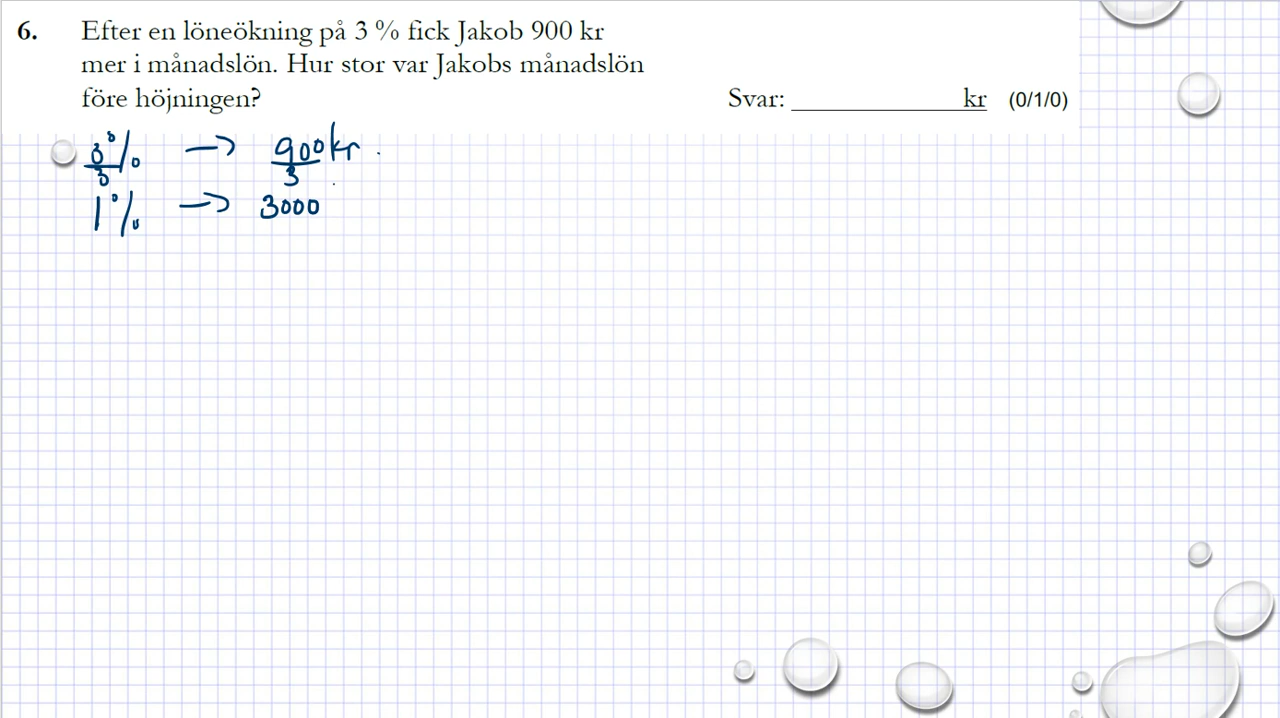 6. Efter en löneökning på 3 % fick Jakob 900 kr
mer i månadslön. Hur stor var Jakobs månadslön
före höjningen?
Svar: ____________ kr (0/1/0)
3% → 900kr
3 3
1% → 3000